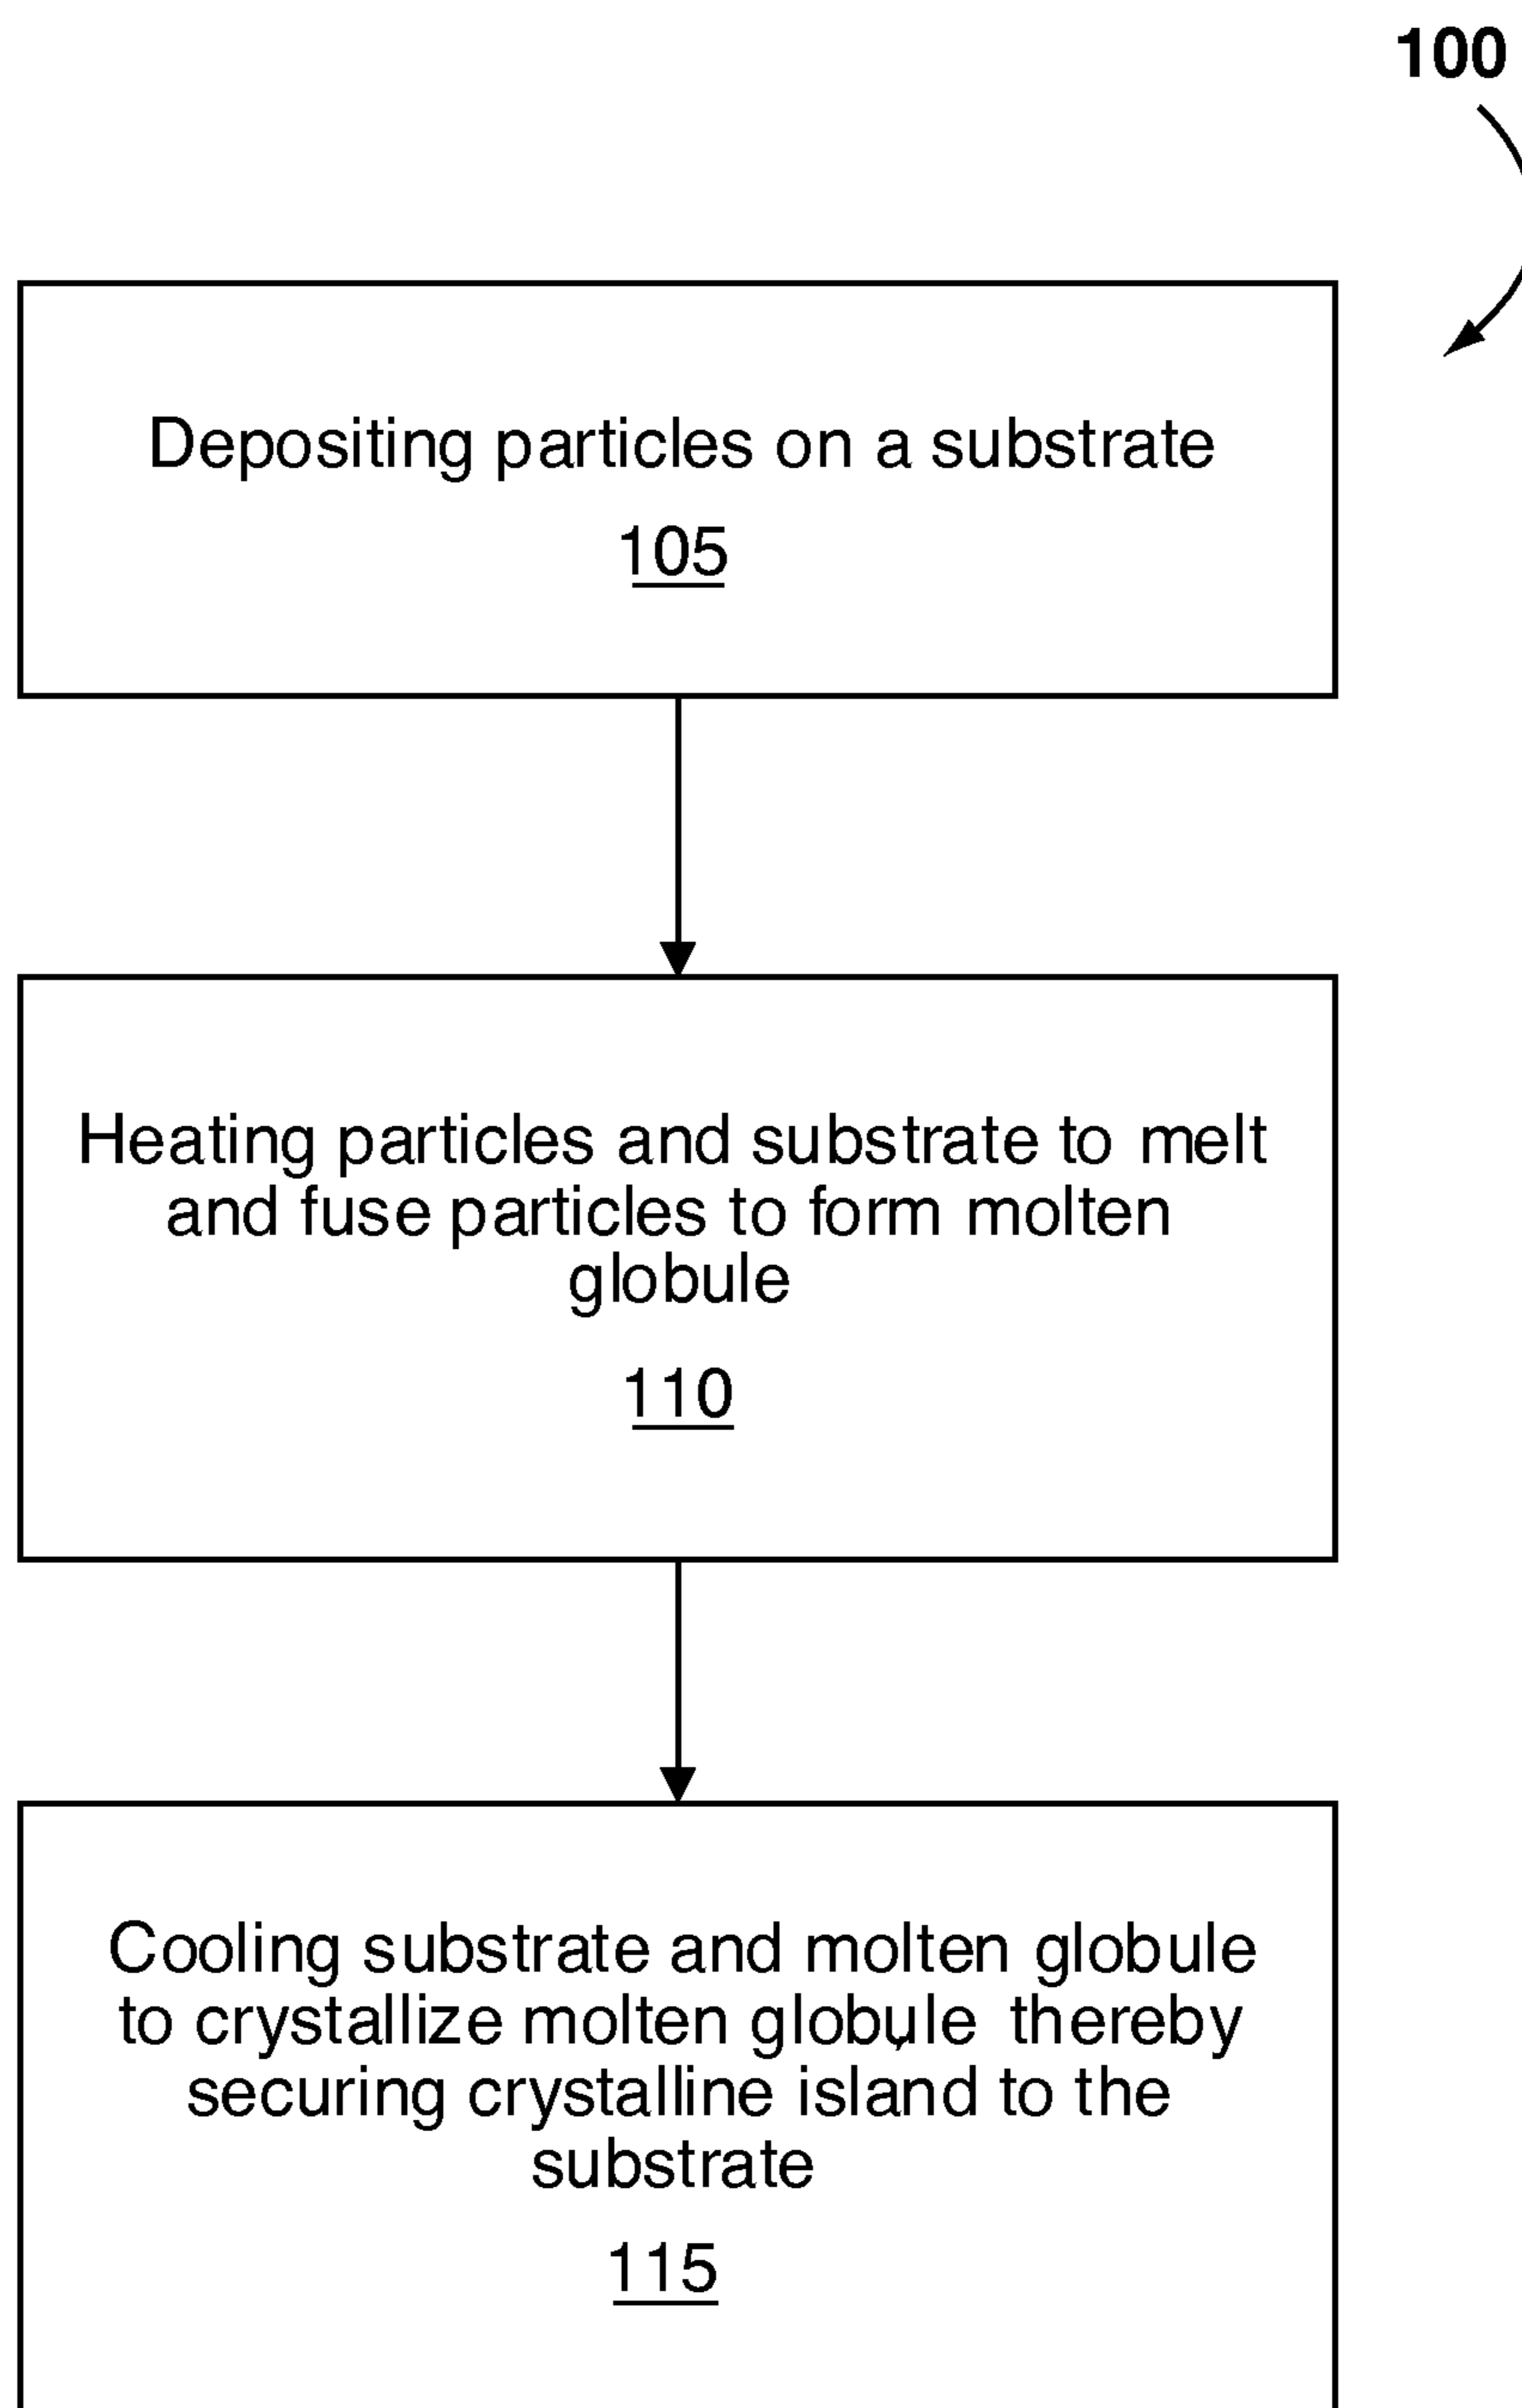 100
Depositing particles on a substrate
105
Heating particles and substrate to melt
and fuse particles to form molten
globule
110
Cooling substrate and molten globule
to crystallize molten globule thereby
securing crystalline island to the
substrate
115